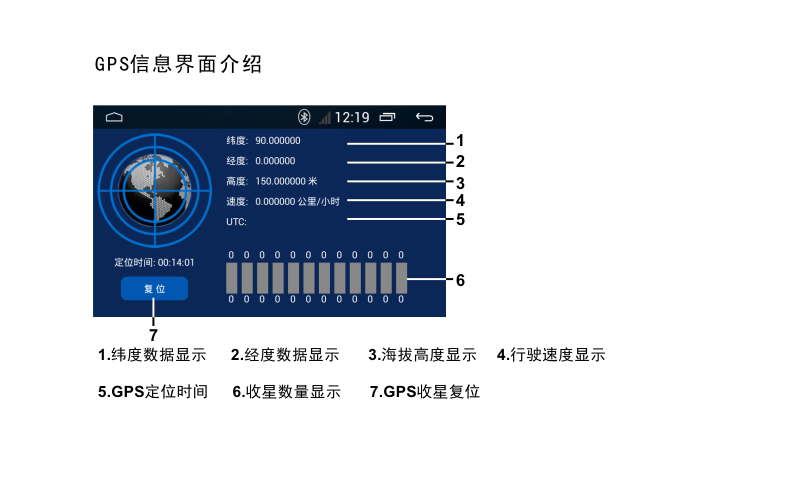 GPS信息界面介绍
12:19
纬度: 90.000000
1
经度: 0.000000
2
高度: 150.000000 米
3
速度: 0.000000 公里/小时
4
UTC:
5
0 0 0 0 0 0 0 0 0 0 0 0
定位时间: 00:14:01
6
复位
0 0 0 0 0 0 0 0 0 0 0 0
7
1.纬度数据显示 2.经度数据显示 3.海拔高度显示 4.行驶速度显示
5.GPS定位时间 6.收星数量显示 7.GPS收星复位